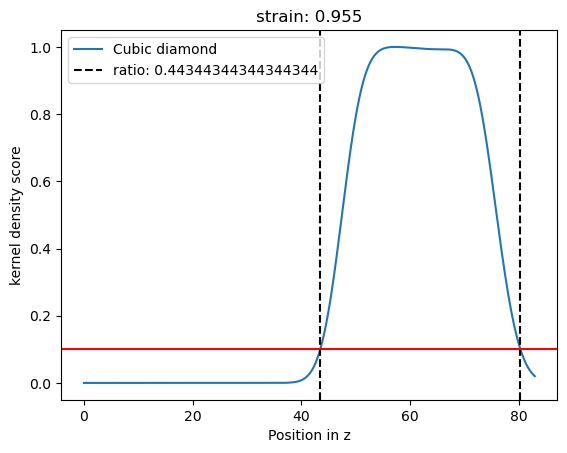 strain: 0.955
Cubic diamond
ratio: 0.44344344344344344
kernel density score
1.0
0.8
0.6
0.4
0.2
0.0
0
20
40
60
80
Position in z